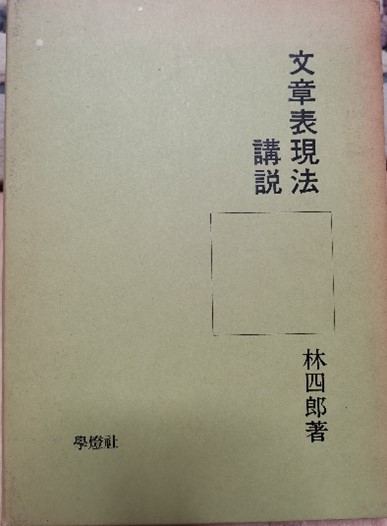 文章表現法
講説
林四郎著
學燈社